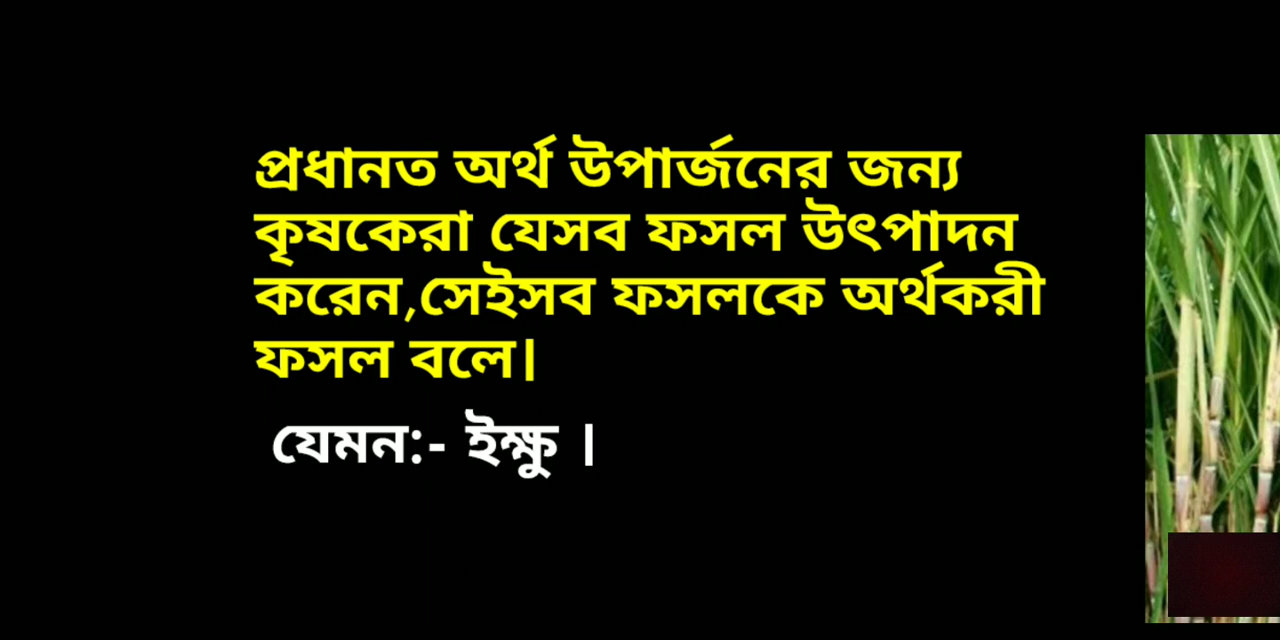 প্রধানত অর্থ উপার্জনের জন্য
কৃষকেরা যেসব ফসল উৎপাদন
করেন,সেইসব ফসলকে অর্থকরী
ফসল বলে।
যেমন:- ইক্ষু ।